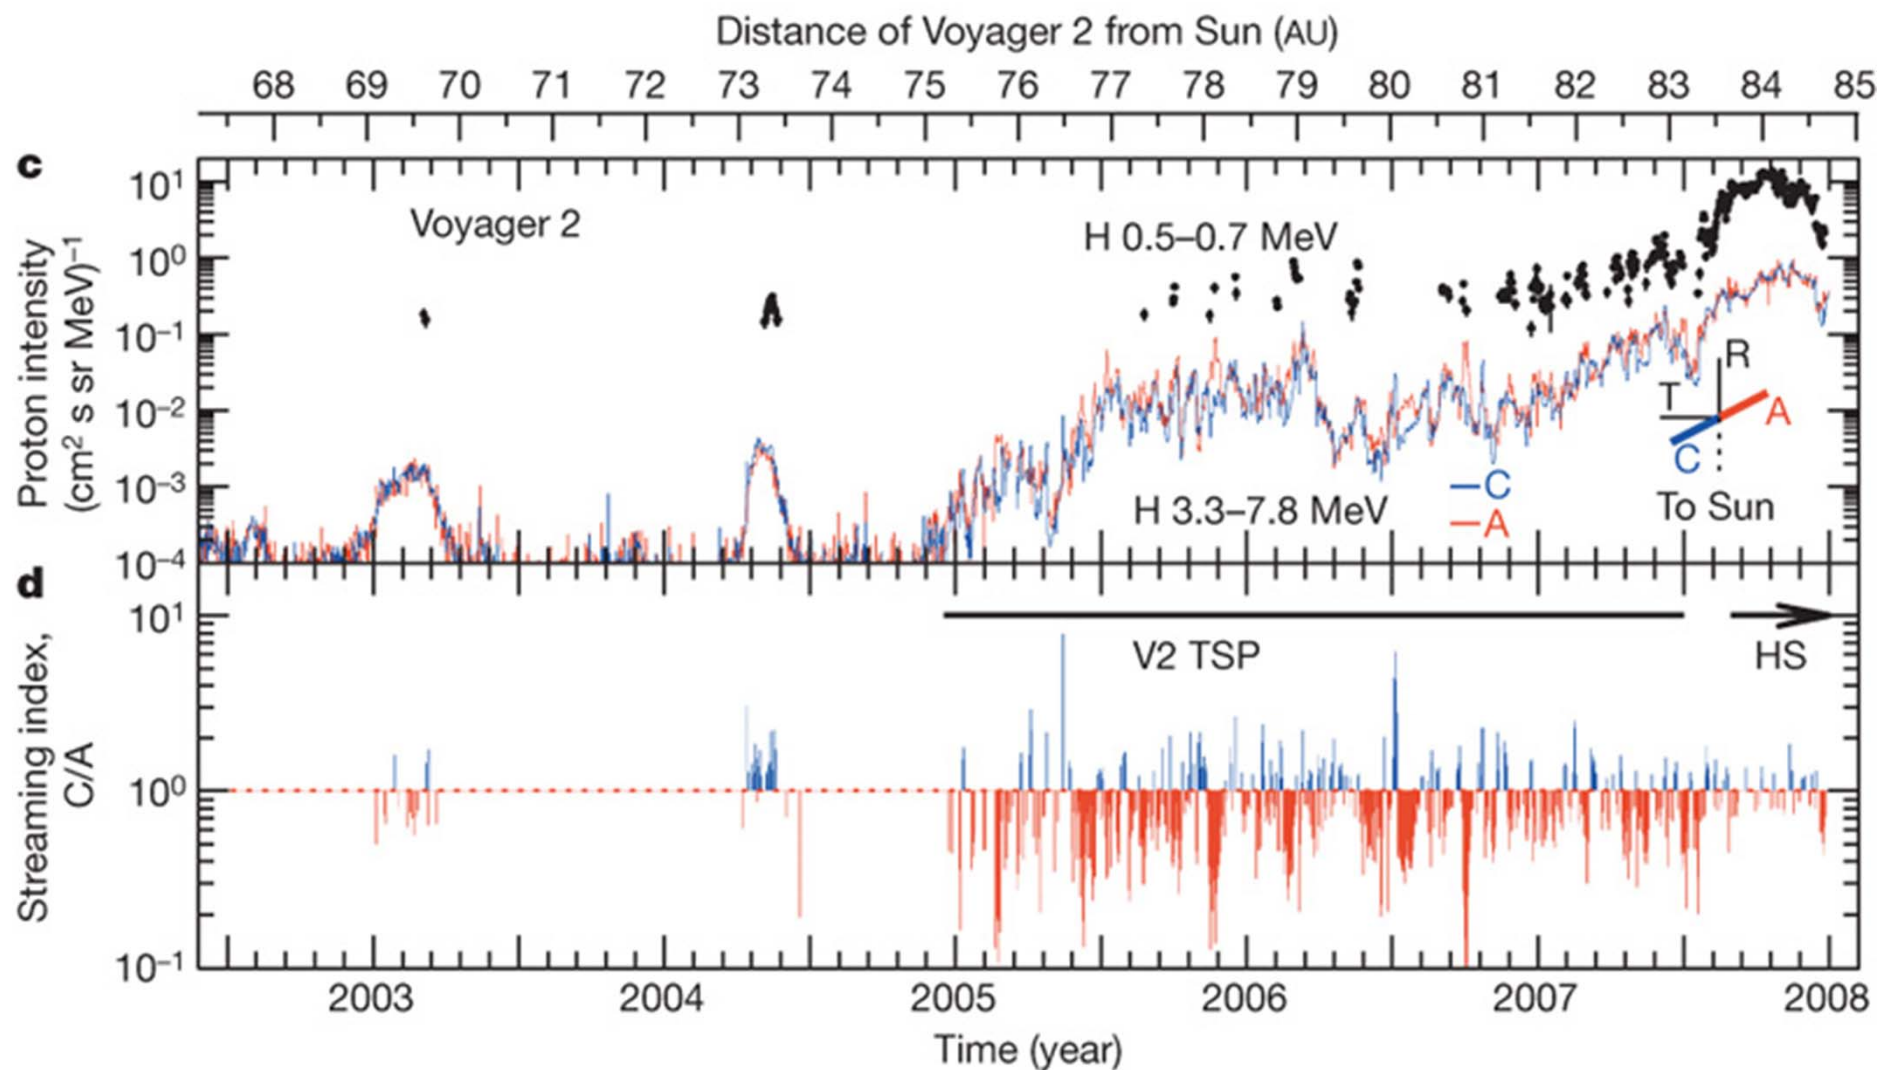 Distance of Voyager 2 from Sun (AU)
68 69 70 71 72 73 74 75 76 77 78 79 80 81 82 83 84 85
c
Proton intensity
(cm² s sr MeV)⁻¹
10¹
10⁰
10⁻¹
10⁻²
10⁻³
10⁻⁴
Voyager 2
H 0.5–0.7 MeV
H 3.3–7.8 MeV
C
A
R
T
A
C
To Sun
d
Streaming index,
C/A
10¹
10⁰
10⁻¹
V2 TSP
HS
2003 2004 2005 2006 2007 2008
Time (year)